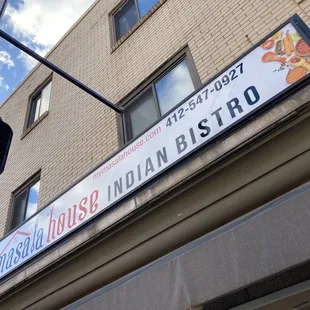 mymasalahouse.com 412-547-0927
masala house INDIAN BISTRO